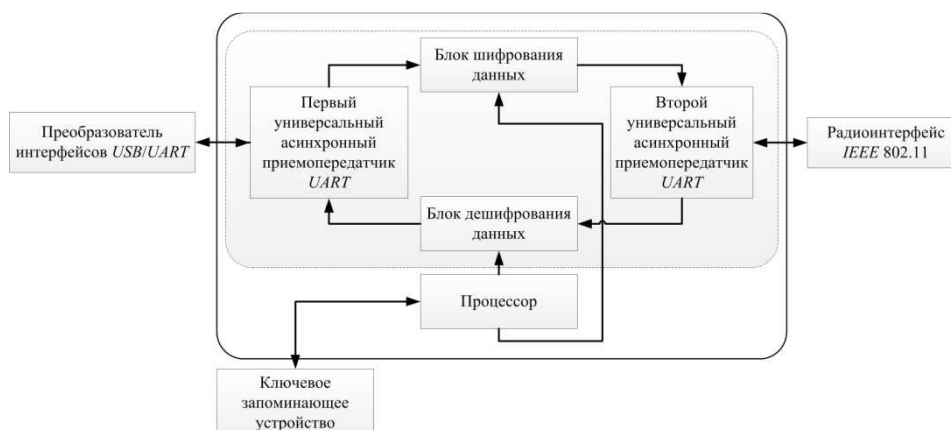 Блок шифрования
данных
Первый
универсальный
асинхронный
приемопередатчик
UART
Второй
универсальный
асинхронный
приемопередатчик
UART
Преобразователь
интерфейсов USB/UART
Радиоинтерфейс
IEEE 802.11
Блок дешифрования
данных
Процессор
Ключевое
запоминающее
устройство